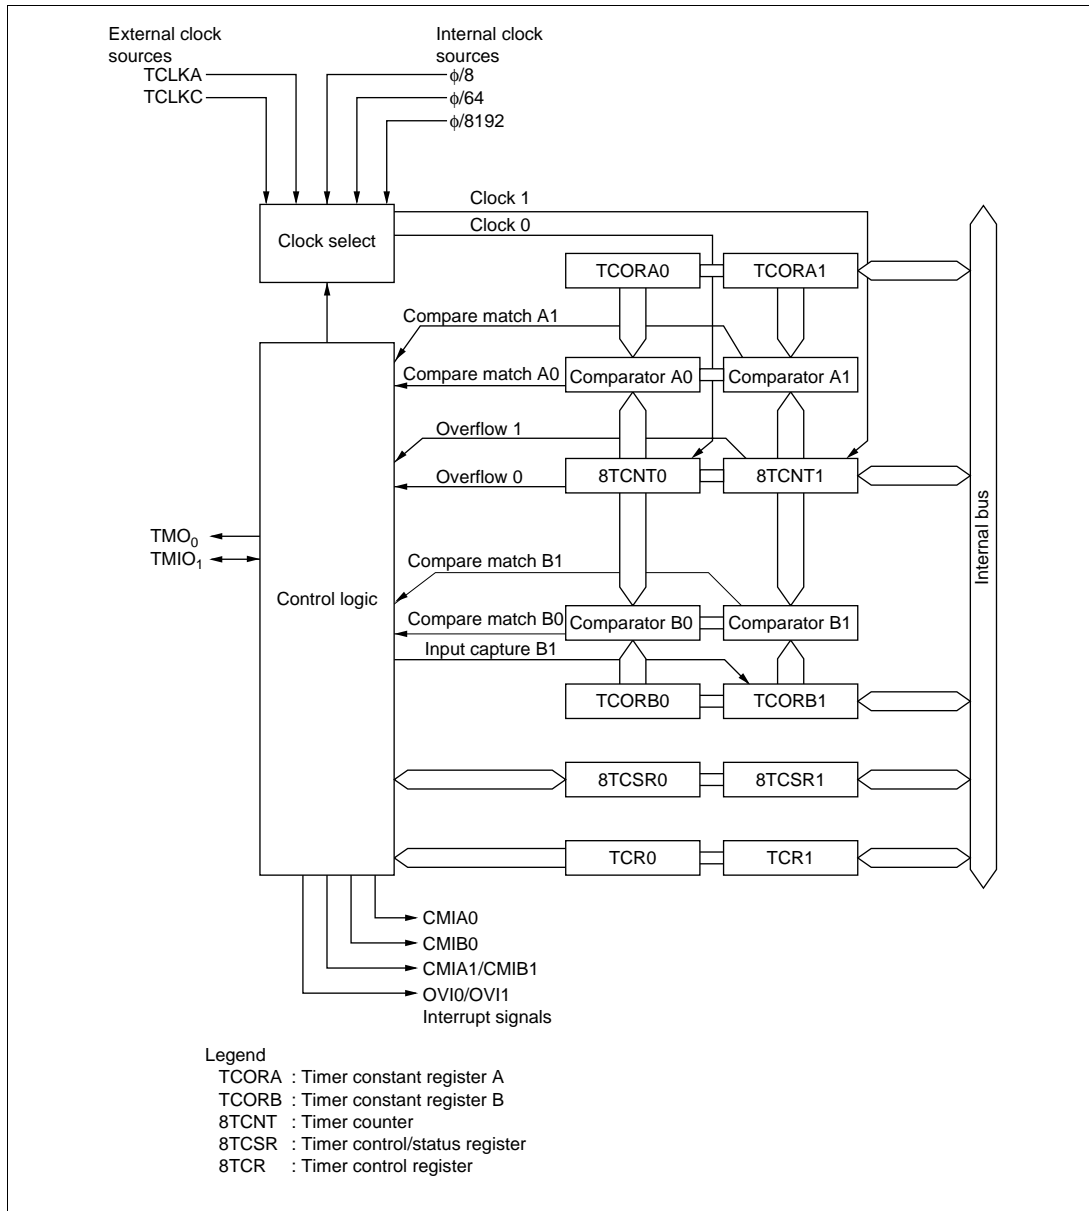 External clock
sources
Internal clock
sources
TCLKA
TCLKC
ϕ/8
ϕ/64
ϕ/8192
Clock 1
Clock 0
Clock select
TCORA0
TCORA1
Compare match A1
Compare match A0
Comparator A0
Comparator A1
Overflow 1
Overflow 0
8TCNT0
8TCNT1
TMO₀
TMIO₁
Control logic
Internal bus
Compare match B1
Compare match B0
Comparator B0
Comparator B1
Input capture B1
TCORB0
TCORB1
8TCSR0
8TCSR1
TCR0
TCR1
CMIA0
CMIB0
CMIA1/CMIB1
OVI0/OVI1
Interrupt signals
Legend
TCORA : Timer constant register A
TCORB : Timer constant register B
8TCNT : Timer counter
8TCSR : Timer control/status register
8TCR : Timer control register